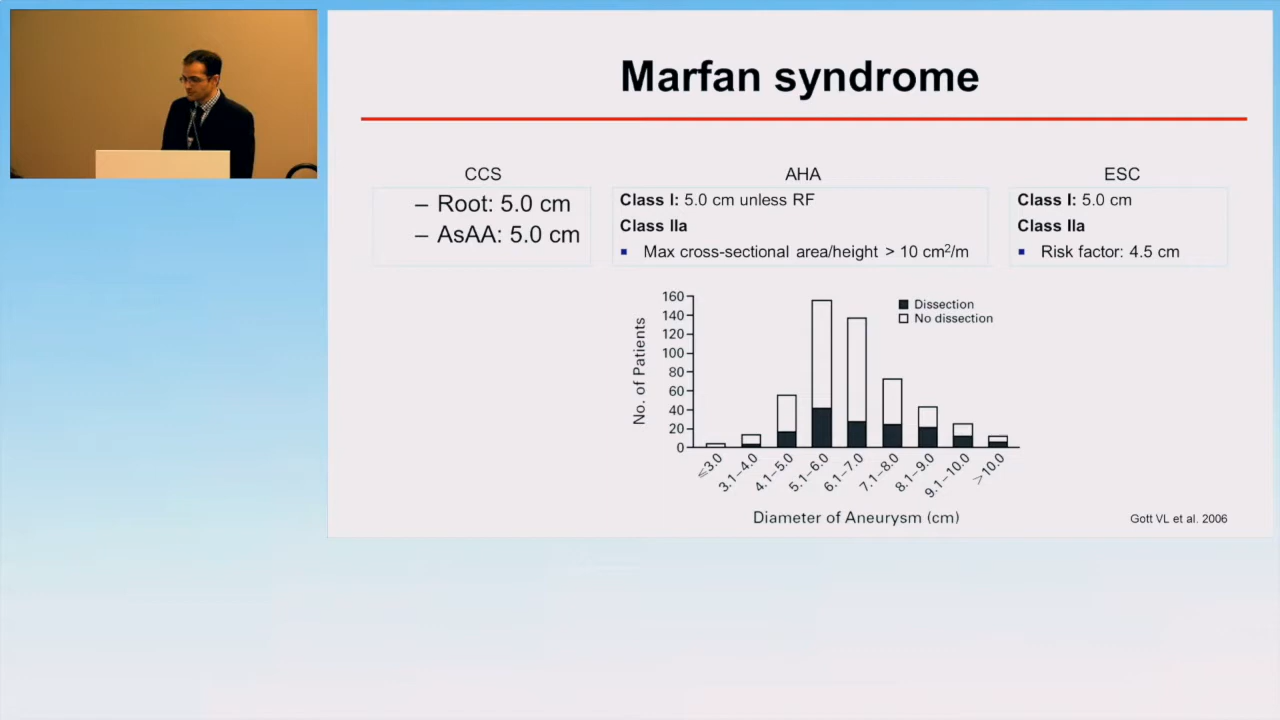 Marfan syndrome
CCS
– Root: 5.0 cm
– AsAA: 5.0 cm
AHA
Class I: 5.0 cm unless RF
Class IIa
▪ Max cross-sectional area/height > 10 cm²/m
ESC
Class I: 5.0 cm
Class IIa
▪ Risk factor: 4.5 cm
No. of Patients
160
140
120
100
80
60
40
20
0
Dissection
No dissection
⩽3.0
3.1–4.0
4.1–5.0
5.1–6.0
6.1–7.0
7.1–8.0
8.1–9.0
9.1–10.0
>10.0
Diameter of Aneurysm (cm)
Gott VL et al. 2006